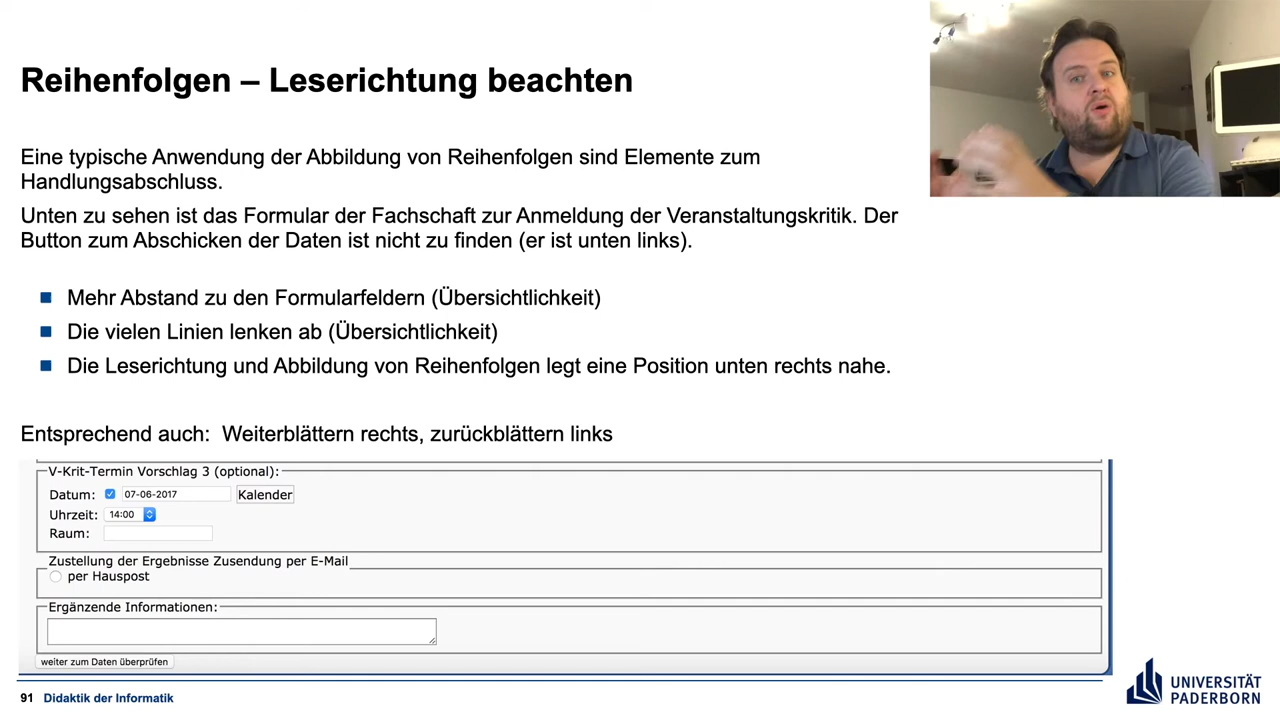 Reihenfolgen – Leserichtung beachten
Eine typische Anwendung der Abbildung von Reihenfolgen sind Elemente zum
Handlungsabschluss.
Unten zu sehen ist das Formular der Fachschaft zur Anmeldung der Veranstaltungskritik. Der
Button zum Abschicken der Daten ist nicht zu finden (er ist unten links).
Mehr Abstand zu den Formularfeldern (Übersichtlichkeit)
Die vielen Linien lenken ab (Übersichtlichkeit)
Die Leserichtung und Abbildung von Reihenfolgen legt eine Position unten rechts nahe.
Entsprechend auch: Weiterblättern rechts, zurückblättern links
V-Krit-Termin Vorschlag 3 (optional):
Datum: 07-06-2017 Kalender
Uhrzeit: 14:00
Raum:
Zustellung der Ergebnisse Zusendung per E-Mail
per Hauspost
Ergänzende Informationen:
weiter zum Daten überprüfen
91 Didaktik der Informatik
UNIVERSITÄT
PADERBORN